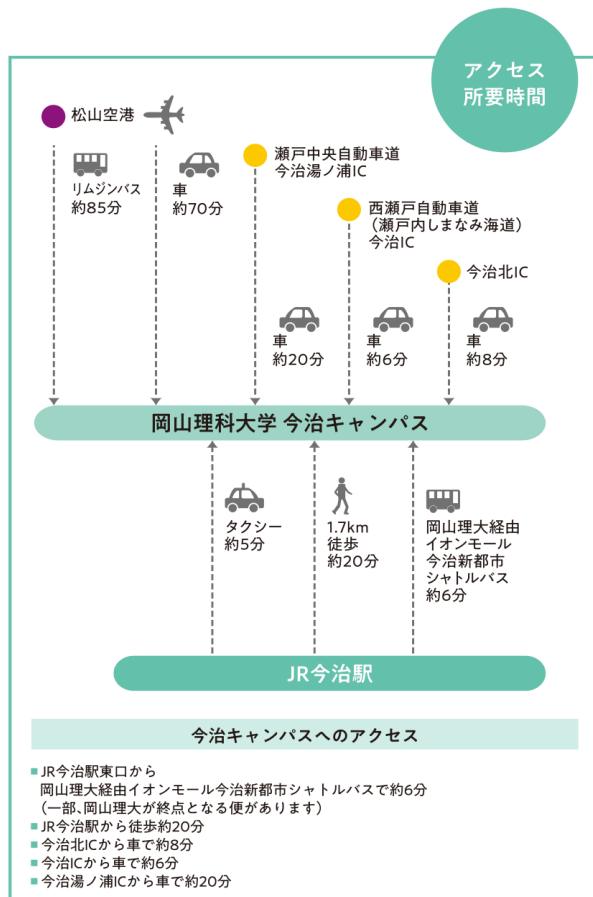 アクセス
所要時間
松山空港
リムジンバス
約85分
車
約70分
瀬戸中央自動車道
今治湯ノ浦IC
車
約20分
西瀬戸自動車道
（瀬戸内しまなみ海道）
今治IC
車
約6分
今治北IC
車
約8分
岡山理科大学 今治キャンパス
タクシー
約5分
1.7km
徒歩
約20分
岡山理大経由
イオンモール
今治新都市
シャトルバス
約6分
JR今治駅
今治キャンパスへのアクセス
JR今治駅東口から
岡山理大経由イオンモール今治新都市シャトルバスで約6分
（一部、岡山理大が終点となる便があります）
JR今治駅から徒歩約20分
今治北ICから車で約8分
今治ICから車で約6分
今治湯ノ浦ICから車で約20分